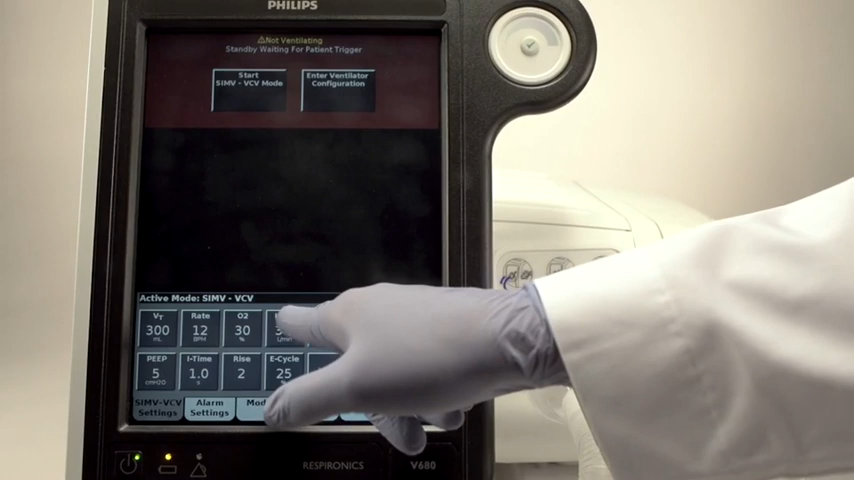 PHILIPS
⚠Not Ventilating
Standby Waiting For Patient Trigger
Start
SIMV - VCV Mode
Enter Ventilator
Configuration
Active Mode: SIMV - VCV
VT Rate O2
300 12 30
mL BPM % L/min
PEEP I-Time Rise E-Cycle
5 1.0 2 25
cmH2O s %
SIMV-VCV
Settings
Alarm
Settings
RESPIRONICS V680